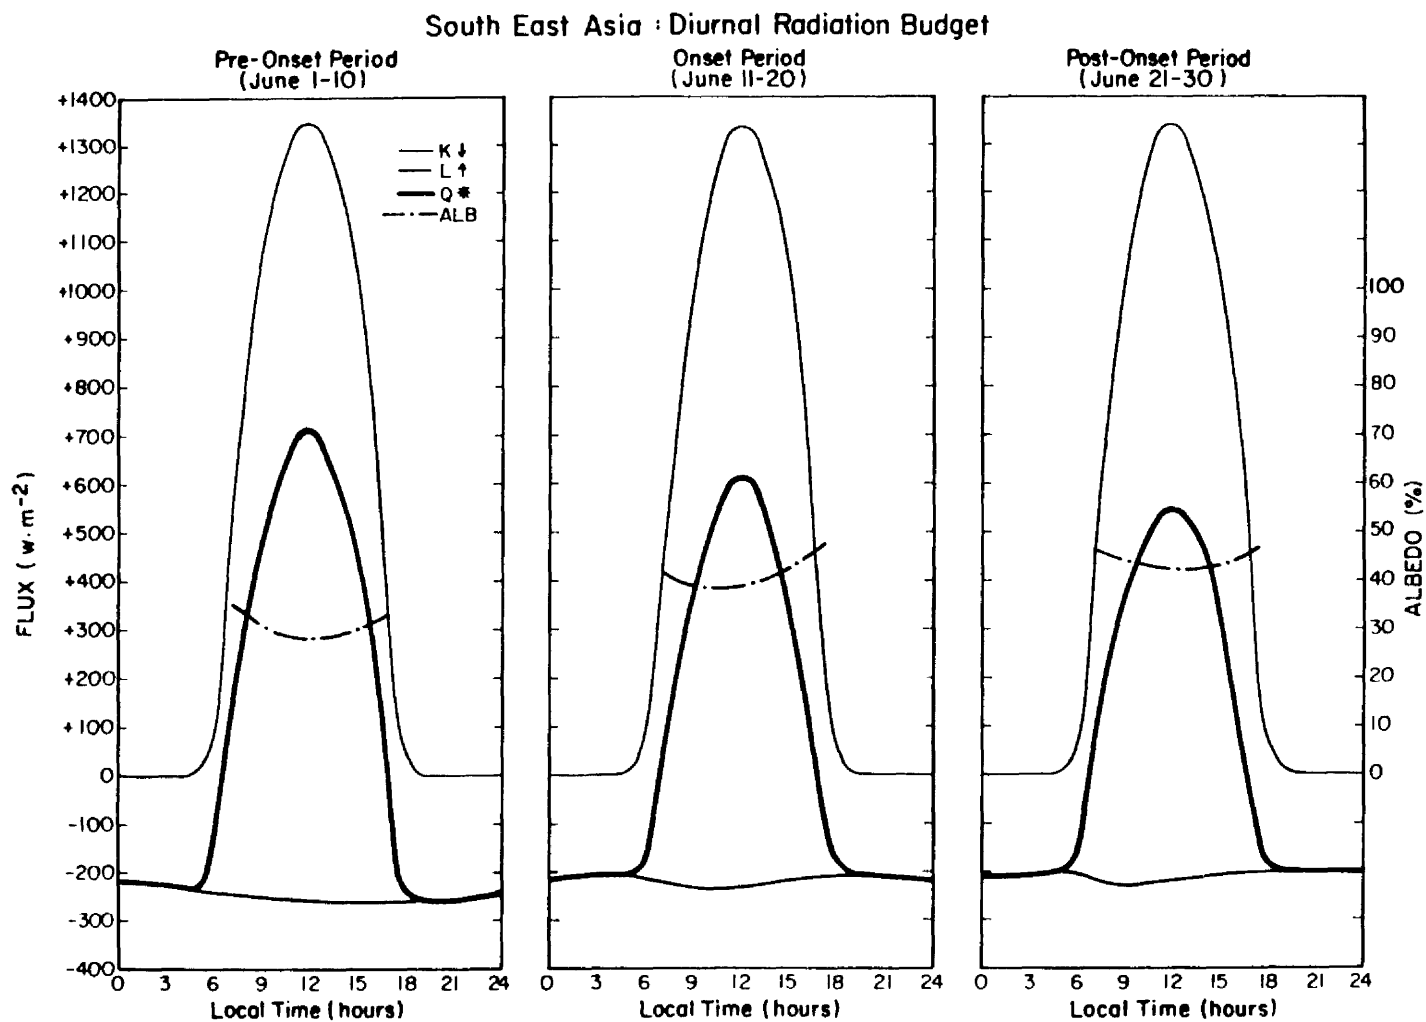 South East Asia : Diurnal Radiation Budget
Pre-Onset Period
(June 1-10)
Onset Period
(June 11-20)
Post-Onset Period
(June 21-30)
K ↓
L ↑
Q *
ALB
+1400
+1300
+1200
+1100
+1000
+900
+800
+700
+600
+500
+400
+300
+200
+100
0
-100
-200
-300
-400
FLUX (w·m-2)
100
90
80
70
60
50
40
30
20
10
0
ALBEDO (%)
0 3 6 9 12 15 18 21 24
0 3 6 9 12 15 18 21 24
0 3 6 9 12 15 18 21 24
Local Time (hours)
Local Time (hours)
Local Time (hours)